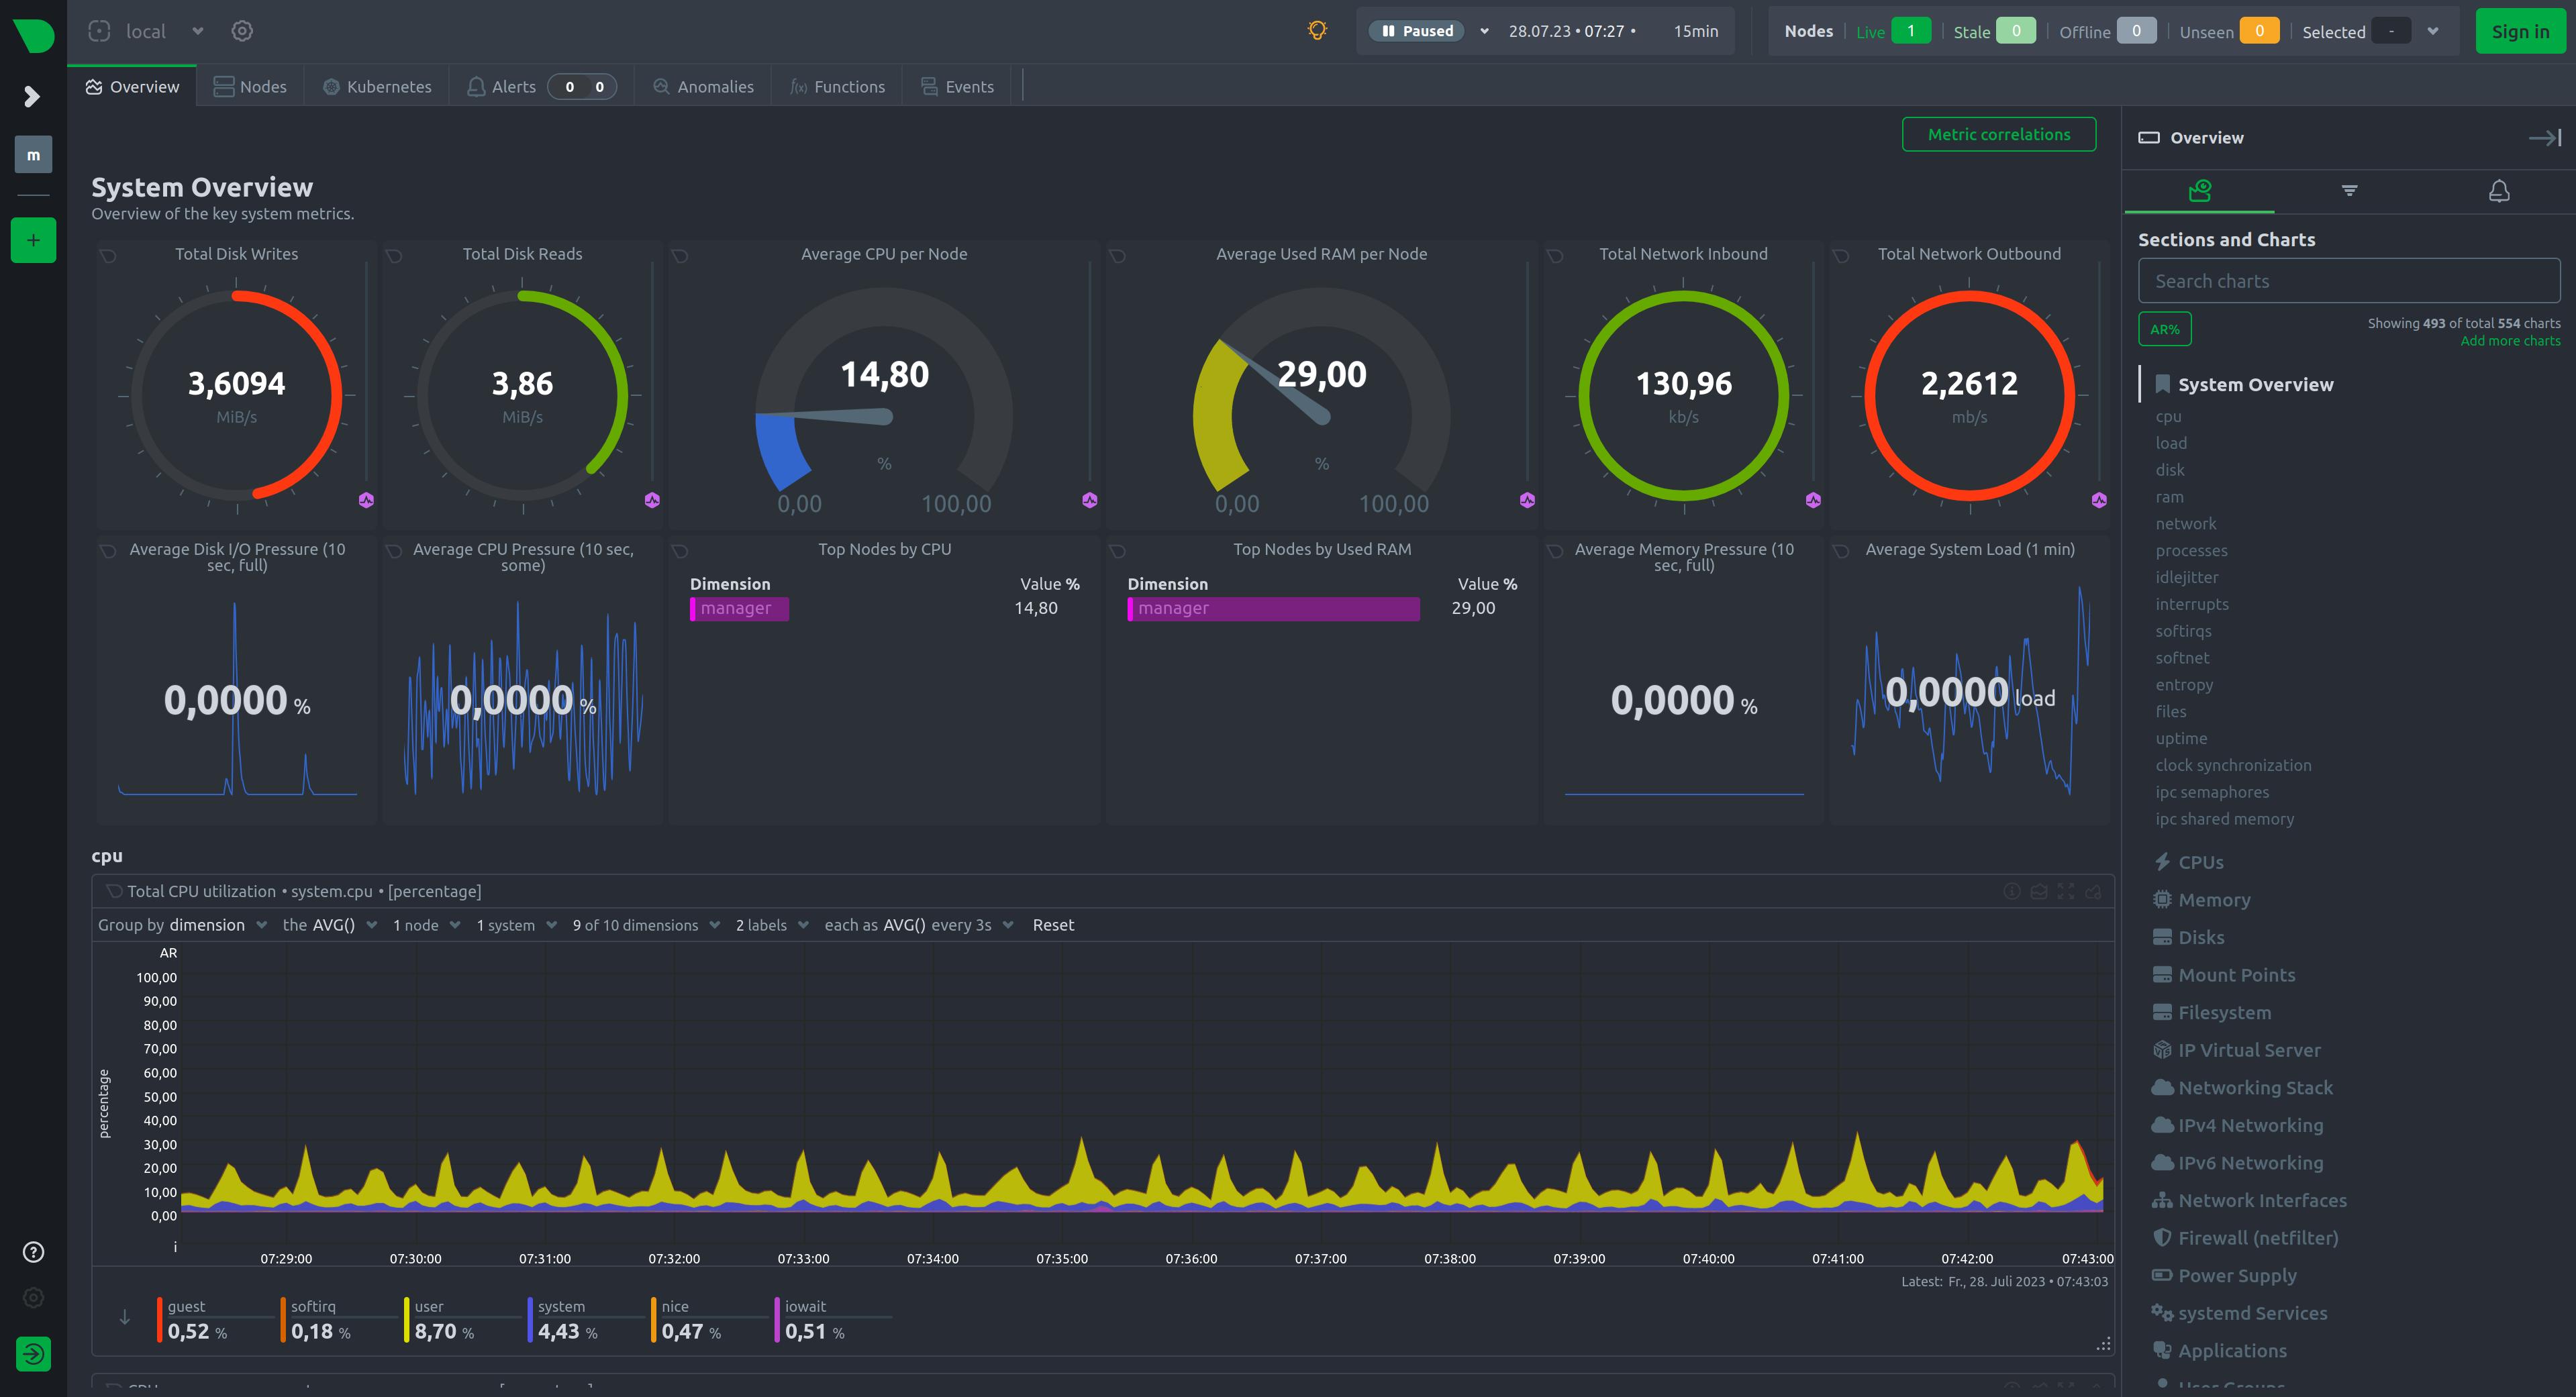 local
Paused
28.07.23 • 07:27 •
15min
Nodes
Live 1
Stale 0
Offline 0
Unseen 0
Selected -
Sign in
Overview
Nodes
Kubernetes
Alerts 0 0
Anomalies
f(x) Functions
Events
m
+
Metric correlations
System Overview
Overview of the key system metrics.
Total Disk Writes
3,6094
MiB/s
Total Disk Reads
3,86
MiB/s
Average CPU per Node
14,80
%
0,00
100,00
Average Used RAM per Node
29,00
%
0,00
100,00
Total Network Inbound
130,96
kb/s
Total Network Outbound
2,2612
mb/s
Average Disk I/O Pressure (10
sec, full)
0,0000 %
Average CPU Pressure (10 sec,
some)
0,0000 %
Top Nodes by CPU
Dimension Value %
manager 14,80
Top Nodes by Used RAM
Dimension Value %
manager 29,00
Average Memory Pressure (10
sec, full)
0,0000 %
Average System Load (1 min)
0,0000 load
cpu
Total CPU utilization • system.cpu • [percentage]
Group by dimension the AVG() 1 node 1 system 9 of 10 dimensions 2 labels each as AVG() every 3s Reset
percentage
AR
100,00
90,00
80,00
70,00
60,00
50,00
40,00
30,00
20,00
10,00
0,00
i
07:29:00 07:30:00 07:31:00 07:32:00 07:33:00 07:34:00 07:35:00 07:36:00 07:37:00 07:38:00 07:39:00 07:40:00 07:41:00 07:42:00 07:43:00
Latest: Fr., 28. Juli 2023 • 07:43:03
guest
0,52 %
softirq
0,18 %
user
8,70 %
system
4,43 %
nice
0,47 %
iowait
0,51 %
Overview
Sections and Charts
Search charts
AR%
Showing 493 of total 554 charts
Add more charts
System Overview
cpu
load
disk
ram
network
processes
idlejitter
interrupts
softirqs
softnet
entropy
files
uptime
clock synchronization
ipc semaphores
ipc shared memory
CPUs
Memory
Disks
Mount Points
Filesystem
IP Virtual Server
Networking Stack
IPv4 Networking
IPv6 Networking
Network Interfaces
Firewall (netfilter)
Power Supply
systemd Services
Applications